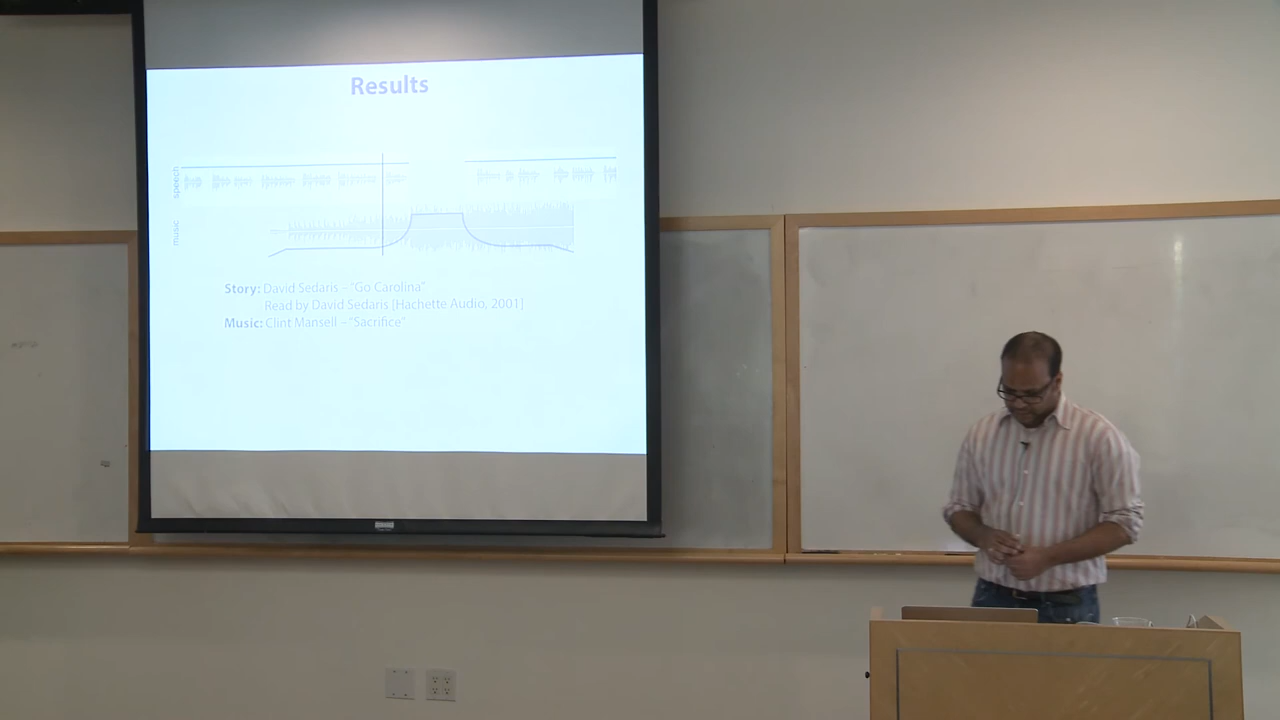 Results
speech
music
Story: David Sedaris – "Go Carolina"
Read by David Sedaris [Hachette Audio, 2001]
Music: Clint Mansell – "Sacrifice"